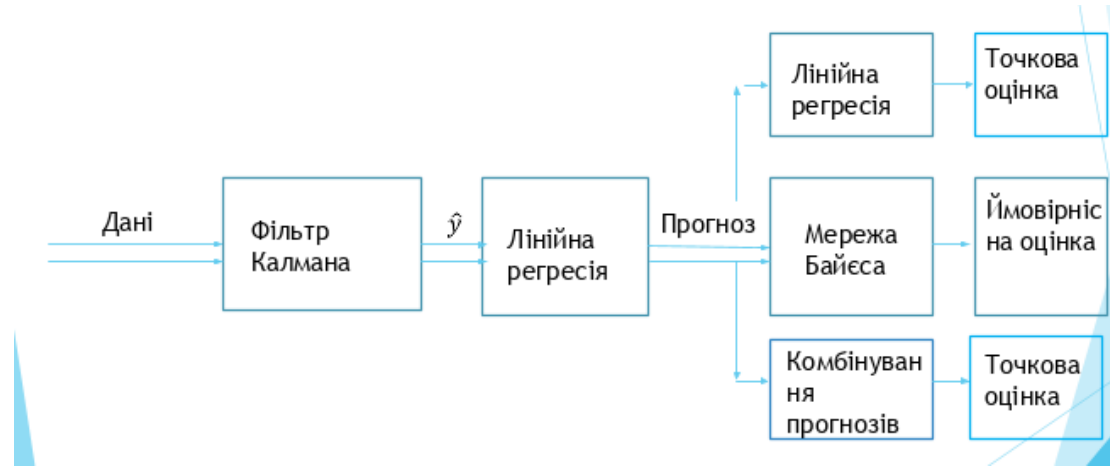 Дані
Фільтр
Калмана
ŷ
Лінійна
регресія
Прогноз
Лінійна
регресія
Точкова
оцінка
Мережа
Байєса
Ймовірніс
на оцінка
Комбінуван
ня
прогнозів
Точкова
оцінка